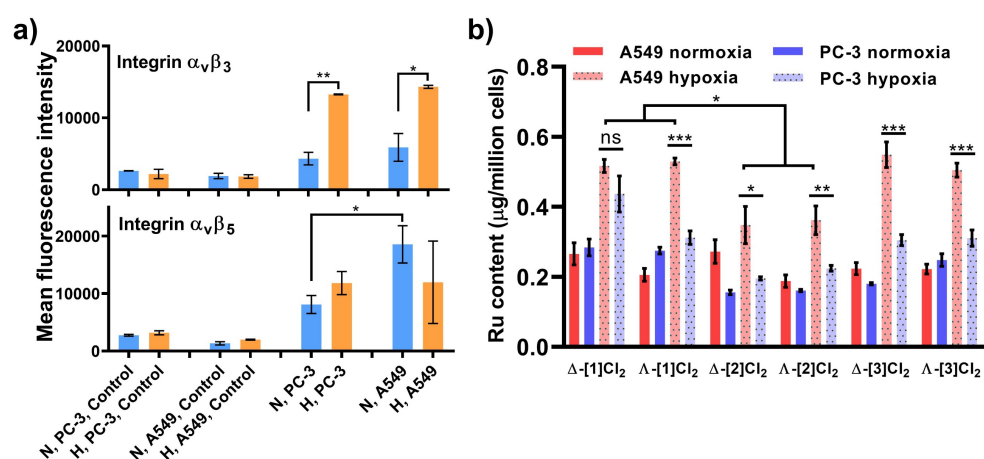 a)
Mean fluorescence intensity
20000
10000
0
Integrin αvβ3
**
*
20000
10000
0
Integrin αvβ5
*
N, PC-3, Control
H, PC-3, Control
N, A549, Control
H, A549, Control
N, PC-3
H, PC-3
N, A549
H, A549
b)
A549 normoxia
PC-3 normoxia
A549 hypoxia
PC-3 hypoxia
Ru content (μg/million cells)
0.8
0.6
0.4
0.2
0.0
*
ns
***
*
**
***
***
Δ-[1]Cl2
Λ-[1]Cl2
Δ-[2]Cl2
Λ-[2]Cl2
Δ-[3]Cl2
Λ-[3]Cl2